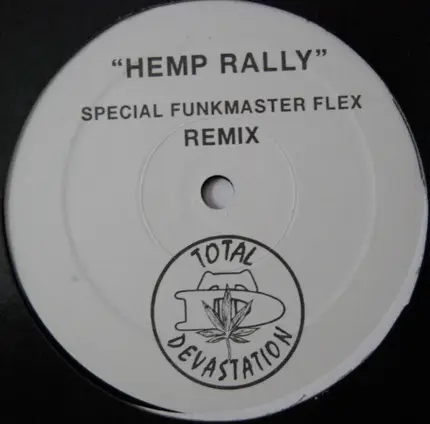 "HEMP RALLY"
SPECIAL FUNKMASTER FLEX
REMIX
TOTAL
DEVASTATION